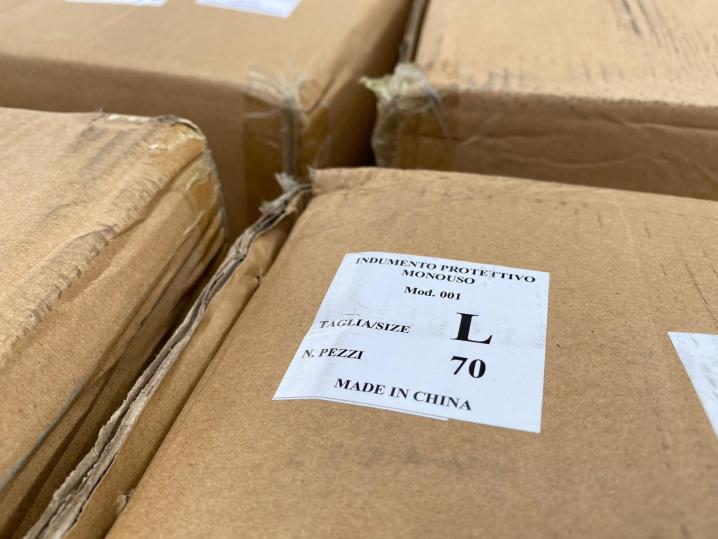 INDUMENTO PROTETTIVO
MONOUSO
Mod. 001
TAGLIA/SIZE L
N. PEZZI 70
MADE IN CHINA